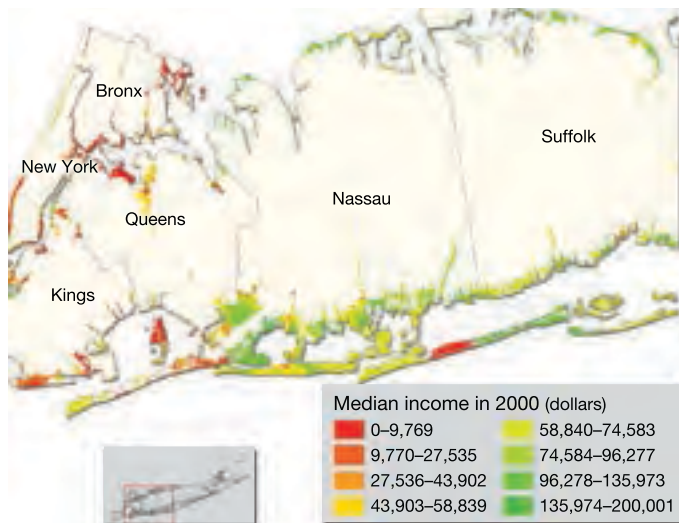 Bronx
Suffolk
New York
Nassau
Queens
Kings
Median income in 2000 (dollars)
0–9,769
9,770–27,535
27,536–43,902
43,903–58,839
58,840–74,583
74,584–96,277
96,278–135,973
135,974–200,001